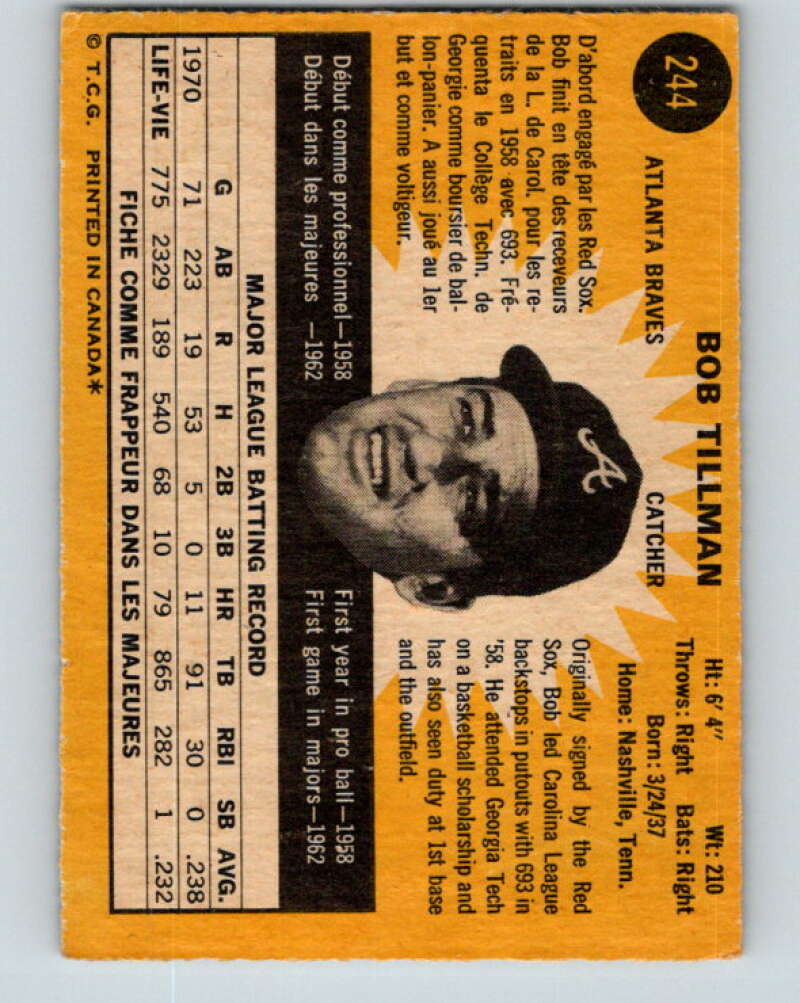 244
BOB TILLMAN
ATLANTA BRAVES CATCHER
Ht: 6' 4" Wt: 210
Throws: Right Bats: Right
Born: 3/24/37
Home: Nashville, Tenn.
D'abord engagé par les Red Sox.
Bob finit en tête des receveurs
de la L. de Carol. pour les re-
traits en 1958 avec 693. Fré-
quenta le Collège Techn. de
Georgie comme boursier de bal-
lon-panier. A aussi joué au 1er
but et comme voltigeur.
A
Originally signed by the Red
Sox, Bob led Carolina League
backstops in putouts with 693 in
'58. He attended Georgia Tech
on a basketball scholarship and
has also seen duty at 1st base
and the outfield.
Début comme professionnel—1958
Début dans les majeures —1962
First year in pro ball—1958
First game in majors—1962
MAJOR LEAGUE BATTING RECORD
G AB R H 2B 3B HR TB RBI SB AVG.
1970 71 223 19 53 5 0 11 91 30 0 .238
LIFE-VIE 775 2329 189 540 68 10 79 865 282 1 .232
FICHE COMME FRAPPEUR DANS LES MAJEURES
© T.C.G. PRINTED IN CANADA*